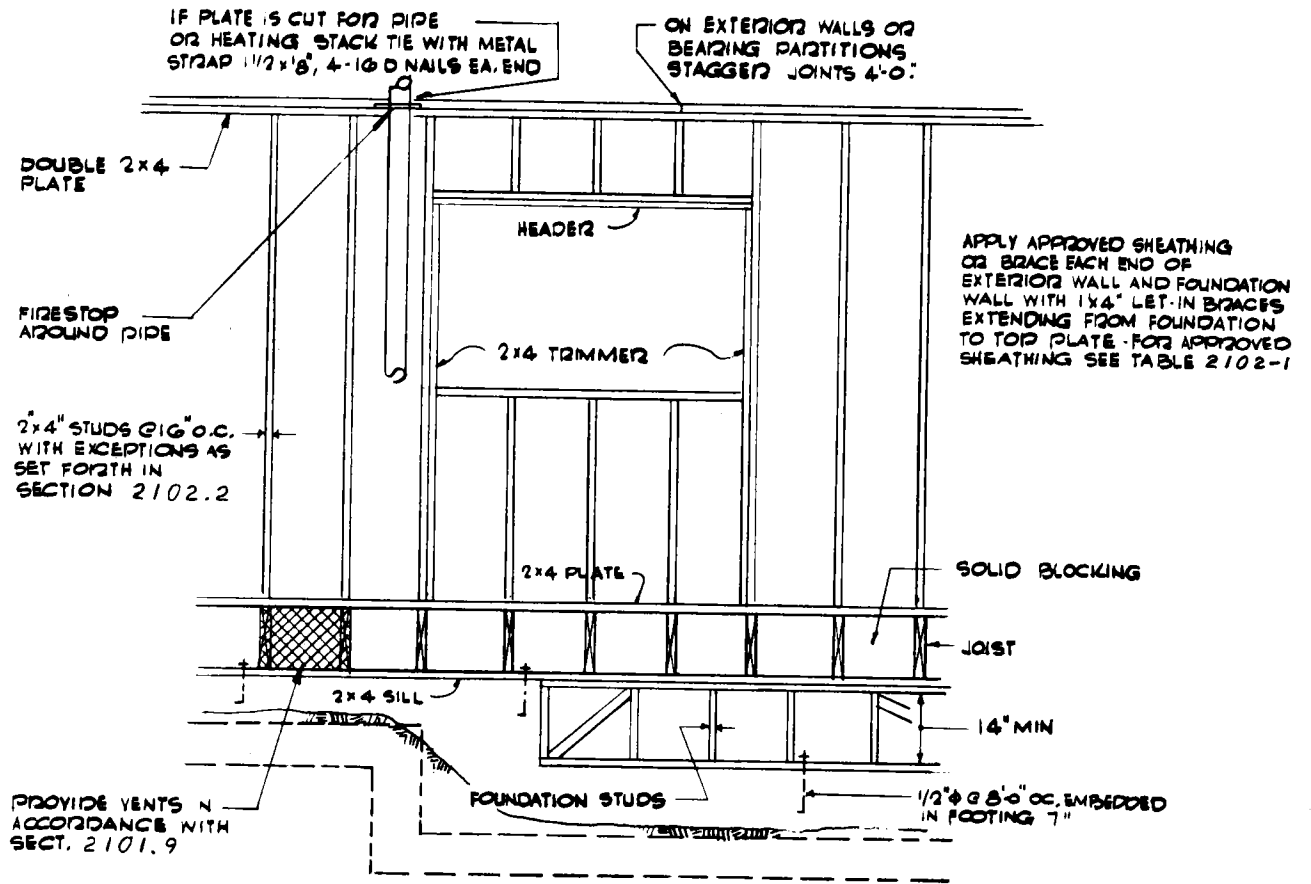 IF PLATE IS CUT FOR PIPE
OR HEATING STACK TIE WITH METAL
STRAP 1 1/2 x 1/8", 4-16 D NAILS EA. END
ON EXTERIOR WALLS OR
BEARING PARTITIONS
STAGGER JOINTS 4'-0".
DOUBLE 2x4
PLATE
HEADER
APPLY APPROVED SHEATHING
OR BRACE EACH END OF
EXTERIOR WALL AND FOUNDATION
WALL WITH 1x4" LET-IN BRACES
EXTENDING FROM FOUNDATION
TO TOP PLATE - FOR APPROVED
SHEATHING SEE TABLE 2102-1
FIRESTOP
AROUND PIPE
2x4 TRIMMER
2"x4" STUDS @ 16" O.C.
WITH EXCEPTIONS AS
SET FORTH IN
SECTION 2102.2
2x4 PLATE
SOLID BLOCKING
JOIST
2x4 SILL
14" MIN
PROVIDE VENTS N
ACCORDANCE WITH
SECT. 2101.9
FOUNDATION STUDS
1/2" φ @ 8'-0" OC. EMBEDDED
IN FOOTING 7"